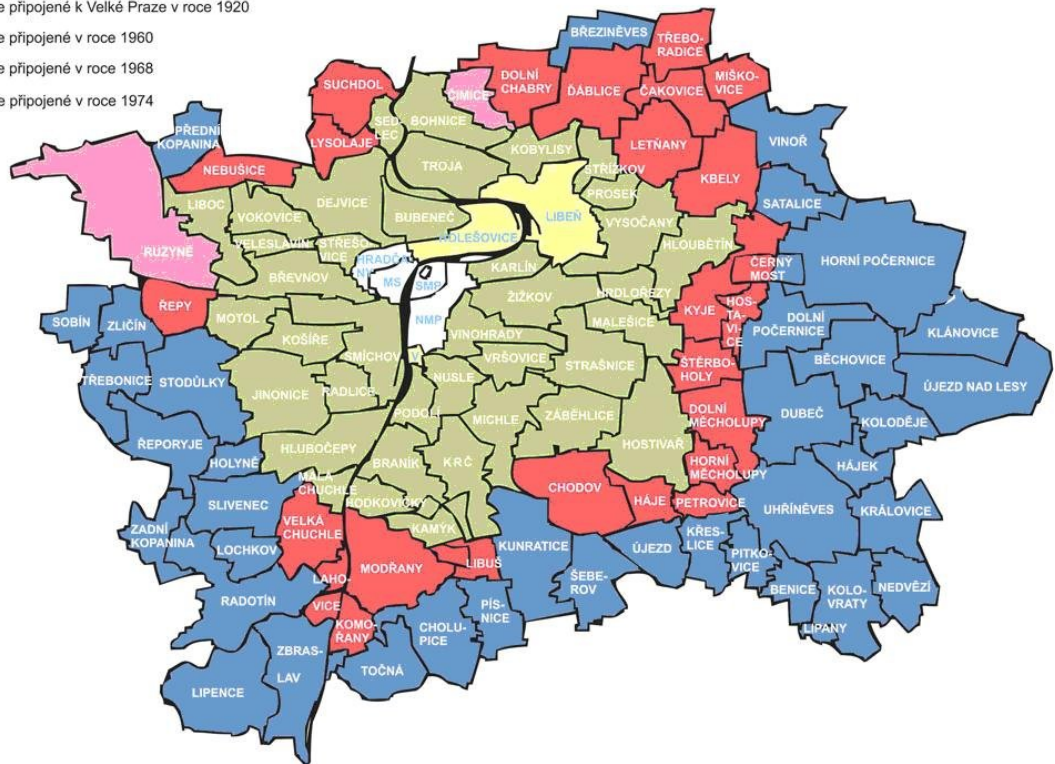 e připojené k Velké Praze v roce 1920
e připojené v roce 1960
e připojené v roce 1968
e připojené v roce 1974
BŘEZINĚVES
TŘEBO-
RADICE
SUCHDOL
ČIMICE
DOLNÍ
CHABRY
ĎÁBLICE
ČAKOVICE
MIŠKO-
VICE
PŘEDNÍ
KOPANINA
LYSOLAJE
SED-
LEC
BOHNICE
KOBYLISY
LETŇANY
VINOŘ
NEBUŠICE
TROJA
STŘÍŽKOV
KBELY
LIBOC
VOKOVICE
DEJVICE
BUBENEČ
LIBEŇ
PROSEK
VYSOČANY
SATALICE
RUZYNĚ
VELESLAVÍN
STŘEŠO-
VICE
HOLEŠOVICE
HLOUBĚTÍN
HORNÍ POČERNICE
BŘEVNOV
HRADČA-
NY
MS
SMP
KARLÍN
ČERNÝ
MOST
ŘEPY
ŽIŽKOV
HRDLOŘEZY
KYJE
HOS-
TA-
VI-
CE
DOLNÍ
POČERNICE
SOBÍN
ZLIČÍN
MOTOL
KOŠÍŘE
NMP
VINOHRADY
MALEŠICE
KLÁNOVICE
SMÍCHOV
V
VRŠOVICE
STRAŠNICE
ŠTĚRBO-
HOLY
BĚCHOVICE
TŘEBONICE
STODŮLKY
JINONICE
RADLICE
NUSLE
ÚJEZD NAD LESY
PODOLÍ
MICHLE
ZÁBĚHLICE
DOLNÍ
MĚCHOLUPY
DUBEČ
KOLODĚJE
ŘEPORYJE
HLUBOČEPY
HOSTIVAŘ
HOLYNĚ
BRANÍK
KRČ
HORNÍ
MĚCHOLUPY
HÁJEK
MALÁ
CHUCHLE
HODKOVIČKY
CHODOV
HÁJE
PETROVICE
SLIVENEC
VELKÁ
CHUCHLE
KAMÝK
UHŘÍNĚVES
KRÁLOVICE
ZADNÍ
KOPANINA
LOCHKOV
KUNRATICE
ÚJEZD
KŘES-
LICE
PITKO-
VICE
LIBUŠ
MODŘANY
LAHO-
VICE
ŠEBE-
ROV
BENICE
KOLO-
VRATY
NEDVĚZÍ
RADOTÍN
KOMO-
ŘANY
CHOLU-
PICE
PÍS-
NICE
LIPANY
ZBRAS-
LAV
TOČNÁ
LIPENCE